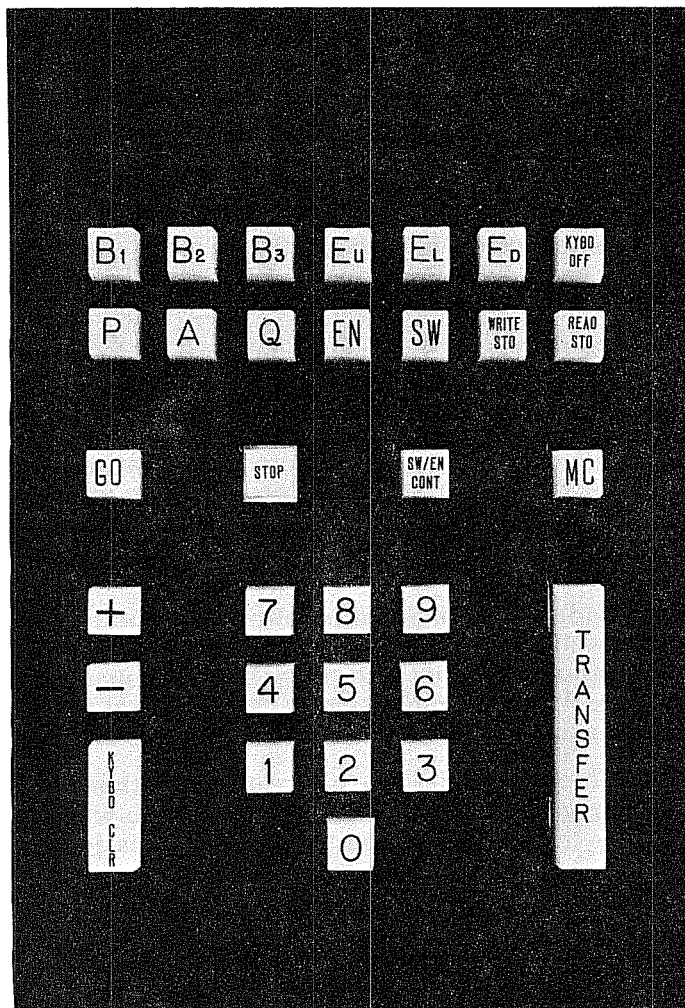 B1 B2 B3 EU EL ED KYBD OFF
P A Q EN SW WRITE STO READ STO
GO STOP SW/EN CONT MC
+ 7 8 9
- 4 5 6
KYBD CLR 1 2 3
TRANSFER
0